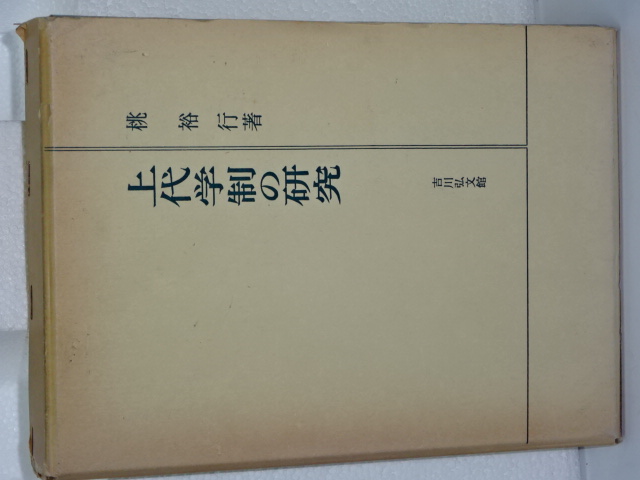 桃裕行著
上代学制の研究
吉川弘文館